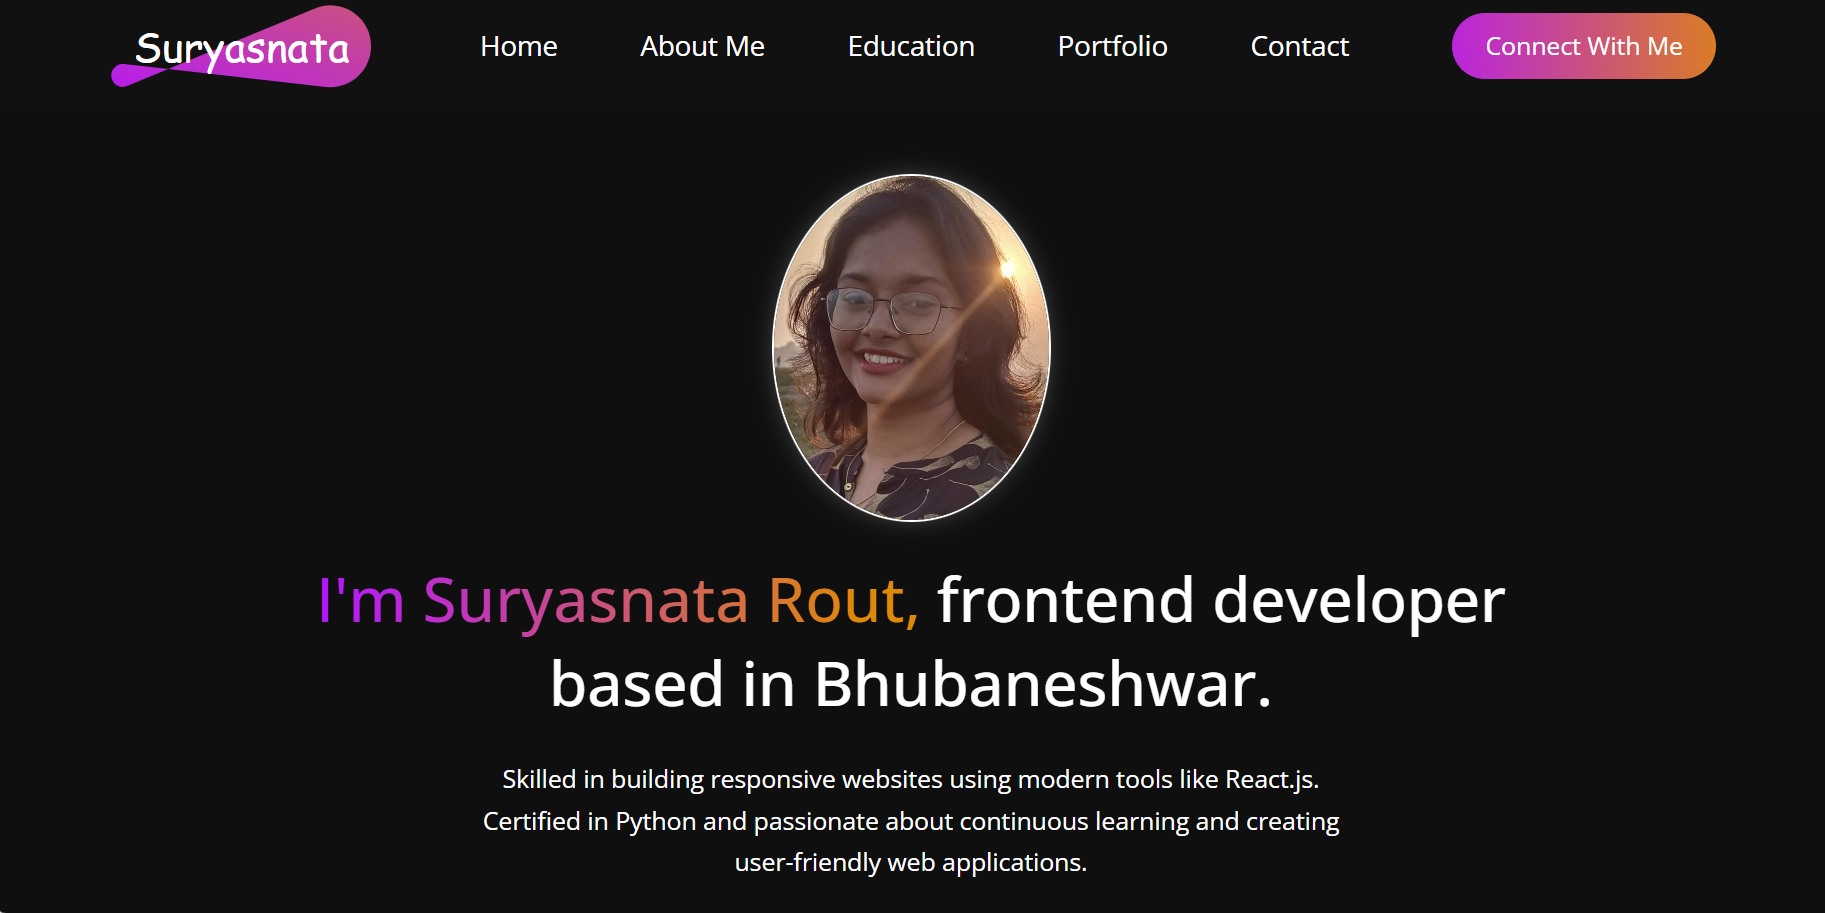 Suryasnata
Home
About Me
Education
Portfolio
Contact
Connect With Me
I'm Suryasnata Rout, frontend developer
based in Bhubaneshwar.
Skilled in building responsive websites using modern tools like React.js.
Certified in Python and passionate about continuous learning and creating
user-friendly web applications.